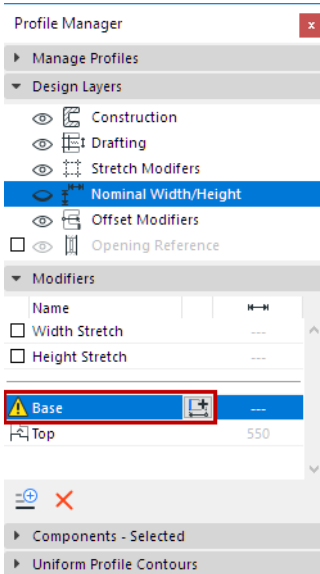 Profile Manager x
Manage Profiles
Design Layers
Construction
Drafting
Stretch Modifers
Nominal Width/Height
Offset Modifiers
Opening Reference
Modifiers
Name
Width Stretch ---
Height Stretch ---
Base ---
Top 550
Components - Selected
Uniform Profile Contours